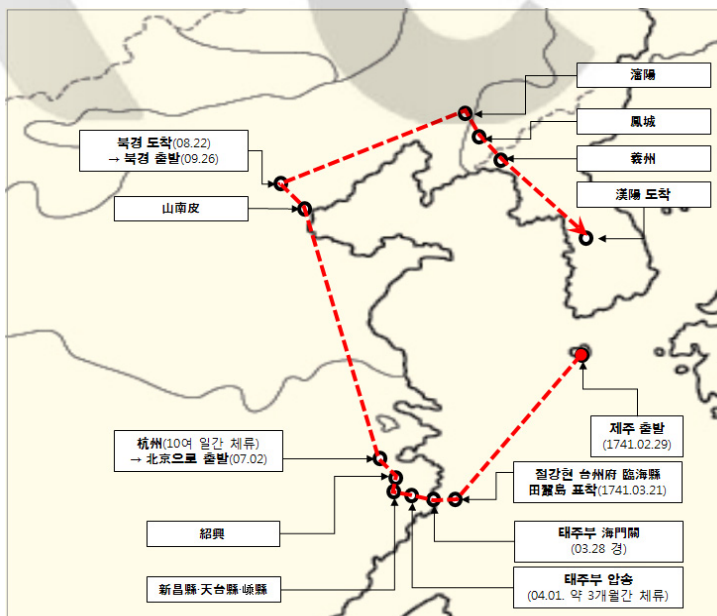 瀋陽
鳳城
義州
漢陽 도착
북경 도착(08.22)
→ 북경 출발(09.26)
山南皮
제주 출발
(1741.02.29)
杭州(10여 일간 체류)
→ 北京으로 출발(07.02)
절강현 台州府 臨海縣
田麗島 표착(1741.03.21)
紹興
태주부 海門關
(03.28 경)
新昌縣·天台縣·嵊縣
태주부 압송
(04.01. 약 3개월간 체류)